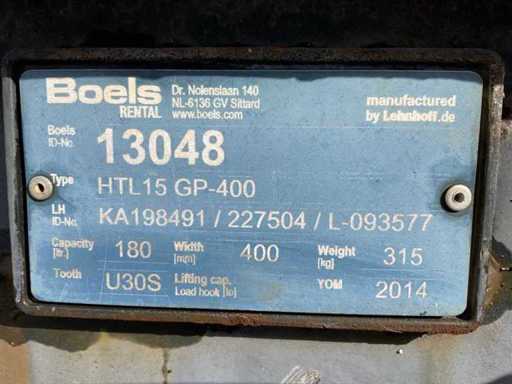 Boels Dr. Nolenslaan 140
RENTAL NL-6136 GV Sittard
www.boels.com
manufactured
by Lehnhoff.de
Boels
ID-No. 13048
Type HTL15 GP-400
LH
ID-No. KA198491 / 227504 / L-093577
Capacity [ltr.] 180 Width [mm] 400 Weight [kg] 315
Tooth U30S Lifting cap. YOM 2014
Load hook [to]